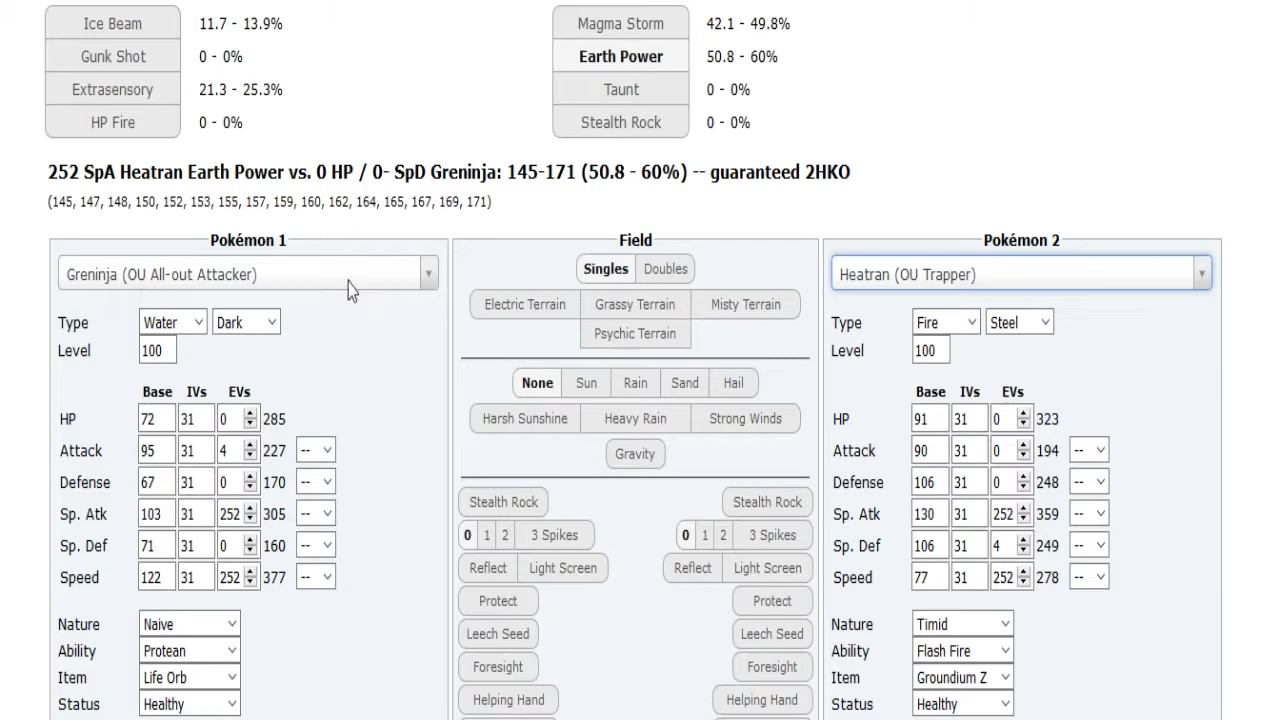 Ice Beam 11.7 - 13.9% Magma Storm 42.1 - 49.8%
Gunk Shot 0 - 0% Earth Power 50.8 - 60%
Extrasensory 21.3 - 25.3% Taunt 0 - 0%
HP Fire 0 - 0% Stealth Rock 0 - 0%
252 SpA Heatran Earth Power vs. 0 HP / 0- SpD Greninja: 145-171 (50.8 - 60%) -- guaranteed 2HKO
(145, 147, 148, 150, 152, 153, 155, 157, 159, 160, 162, 164, 165, 167, 169, 171)
Pokémon 1
Greninja (OU All-out Attacker)
Type Water Dark
Level 100
Base IVs EVs
HP 72 31 0 285
Attack 95 31 4 227 --
Defense 67 31 0 170 --
Sp. Atk 103 31 252 305 --
Sp. Def 71 31 0 160 --
Speed 122 31 252 377 --
Nature Naive
Ability Protean
Item Life Orb
Status Healthy
Field
Singles Doubles
Electric Terrain Grassy Terrain Misty Terrain
Psychic Terrain
None Sun Rain Sand Hail
Harsh Sunshine Heavy Rain Strong Winds
Gravity
Stealth Rock Stealth Rock
0 1 2 3 Spikes 0 1 2 3 Spikes
Reflect Light Screen Reflect Light Screen
Protect Protect
Leech Seed Leech Seed
Foresight Foresight
Helping Hand Helping Hand
Pokémon 2
Heatran (OU Trapper)
Type Fire Steel
Level 100
Base IVs EVs
HP 91 31 0 323
Attack 90 31 0 194 --
Defense 106 31 0 248 --
Sp. Atk 130 31 252 359 --
Sp. Def 106 31 4 249 --
Speed 77 31 252 278 --
Nature Timid
Ability Flash Fire
Item Groundium Z
Status Healthy